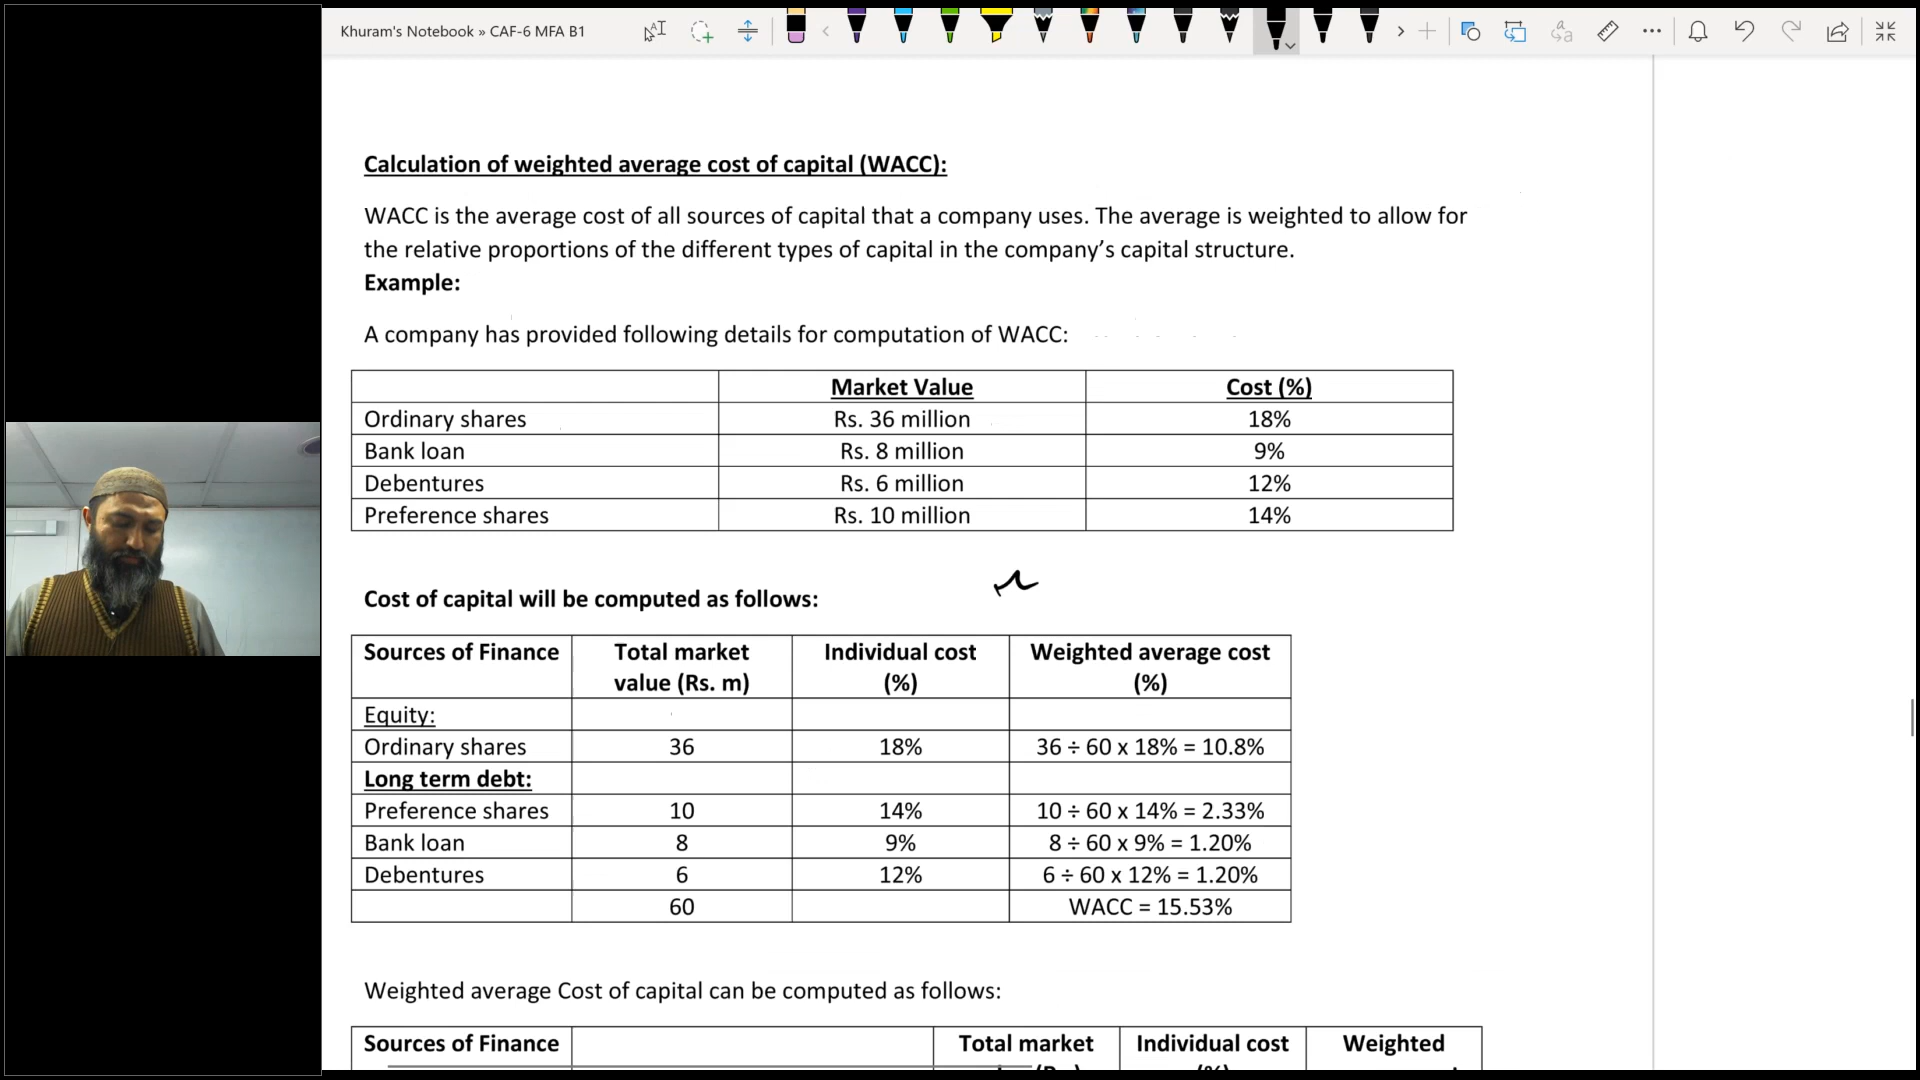 Khuram's Notebook » CAF-6 MFA B1
Calculation of weighted average cost of capital (WACC):
WACC is the average cost of all sources of capital that a company uses. The average is weighted to allow for
the relative proportions of the different types of capital in the company’s capital structure.
Example:
A company has provided following details for computation of WACC:
Market Value Cost (%)
Ordinary shares Rs. 36 million 18%
Bank loan Rs. 8 million 9%
Debentures Rs. 6 million 12%
Preference shares Rs. 10 million 14%
Cost of capital will be computed as follows:
Sources of Finance Total market Individual cost Weighted average cost
value (Rs. m) (%) (%)
Equity:
Ordinary shares 36 18% 36 ÷ 60 x 18% = 10.8%
Long term debt:
Preference shares 10 14% 10 ÷ 60 x 14% = 2.33%
Bank loan 8 9% 8 ÷ 60 x 9% = 1.20%
Debentures 6 12% 6 ÷ 60 x 12% = 1.20%
60 WACC = 15.53%
Weighted average Cost of capital can be computed as follows:
Sources of Finance Total market Individual cost Weighted